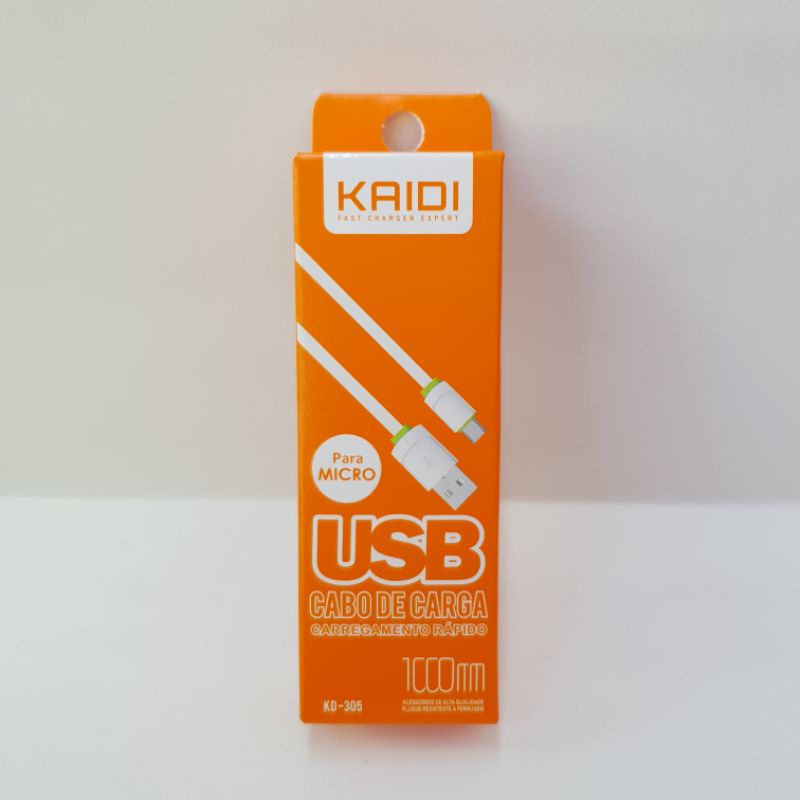 KAIDI
FAST CHARGER EXPERT
Para
MICRO
USB
CABO DE CARGA
CARREGAMENTO RÁPIDO
1000mm
KD-305
ACESSÓRIOS DE ALTA QUALIDADE
PLUGUE RESISTENTE À FERRUGEM